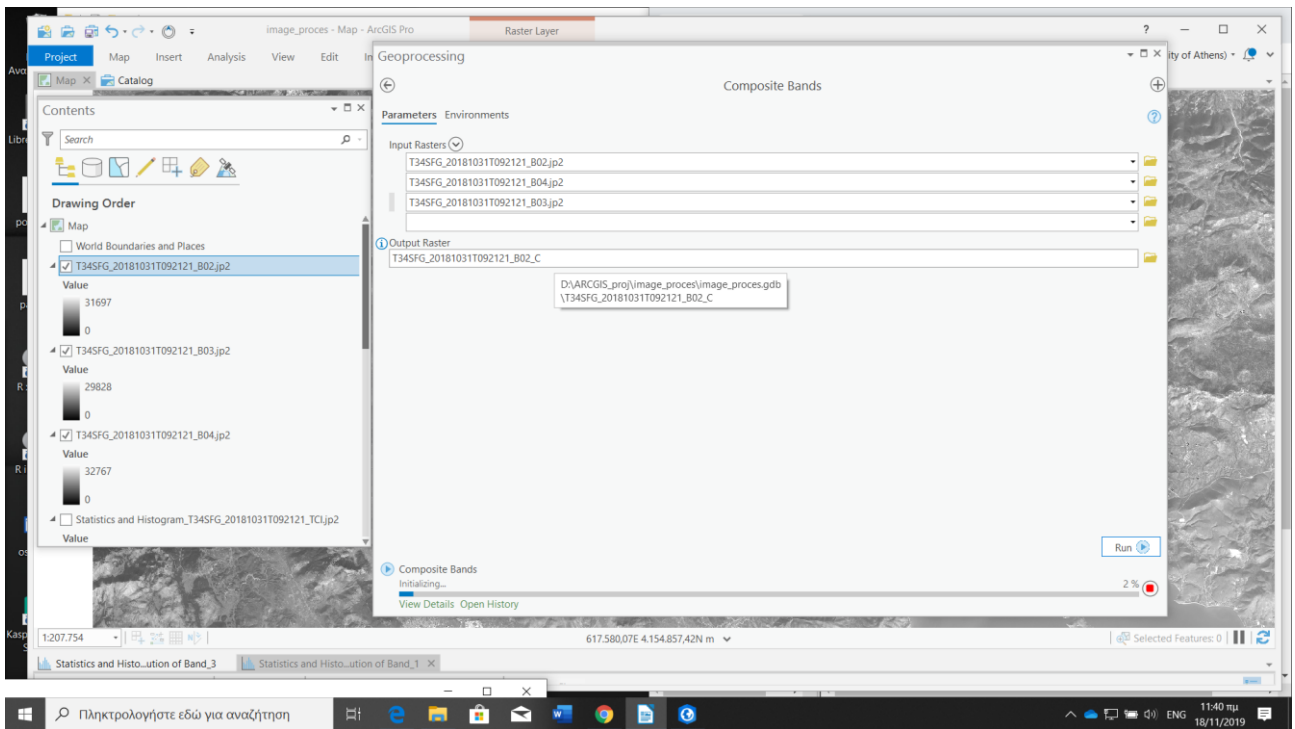 image_proces - Map - ArcGIS Pro
Raster Layer
?
Project Map Insert Analysis View Edit In
Geoprocessing
ity of Athens)
Map Catalog
Composite Bands
Contents
Parameters Environments
Search
Input Rasters
T34SFG_20181031T092121_B02.jp2
T34SFG_20181031T092121_B04.jp2
T34SFG_20181031T092121_B03.jp2
Output Raster
T34SFG_20181031T092121_B02_C
D:\ARCGIS_proj\image_proces\image_proces.gdb
\T34SFG_20181031T092121_B02_C
Drawing Order
Map
World Boundaries and Places
T34SFG_20181031T092121_B02.jp2
Value
31697
0
T34SFG_20181031T092121_B03.jp2
Value
29828
0
T34SFG_20181031T092121_B04.jp2
Value
32767
0
Statistics and Histogram_T34SFG_20181031T092121_TCI.jp2
Value
Run
Composite Bands
Initializing...
2 %
View Details Open History
1:207.754
617.580,07E 4.154.857,42N m
Selected Features: 0
Statistics and Histo...ution of Band_3 Statistics and Histo...ution of Band_1
Πληκτρολογήστε εδώ για αναζήτηση
ENG
11:40 πμ
18/11/2019